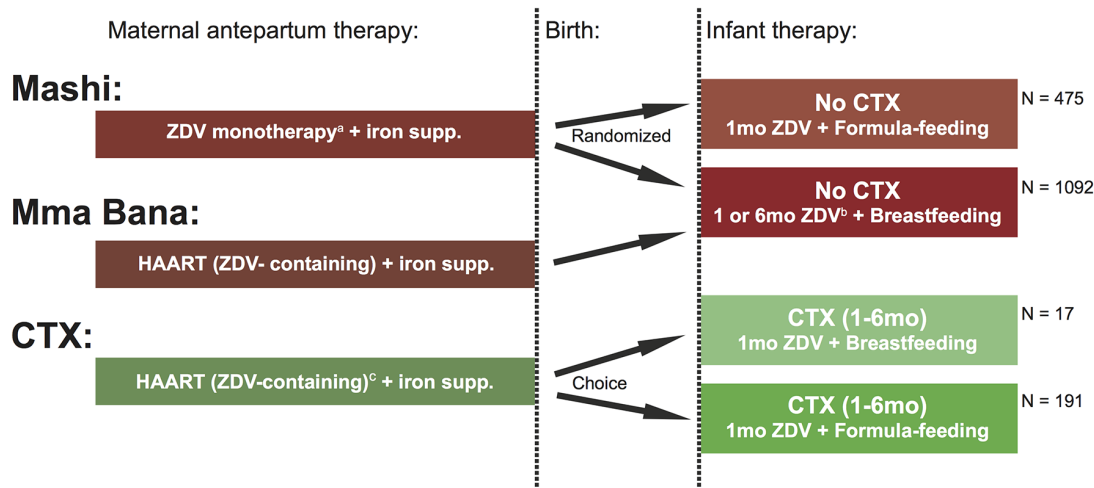 Maternal antepartum therapy:
Birth:
Infant therapy:
Mashi:
ZDV monotherapyᵃ + iron supp.
Randomized
No CTX
1mo ZDV + Formula-feeding
N = 475
No CTX
1 or 6mo ZDVᵇ + Breastfeeding
N = 1092
Mma Bana:
HAART (ZDV- containing) + iron supp.
CTX:
HAART (ZDV-containing)ᶜ + iron supp.
Choice
CTX (1-6mo)
1mo ZDV + Breastfeeding
N = 17
CTX (1-6mo)
1mo ZDV + Formula-feeding
N = 191